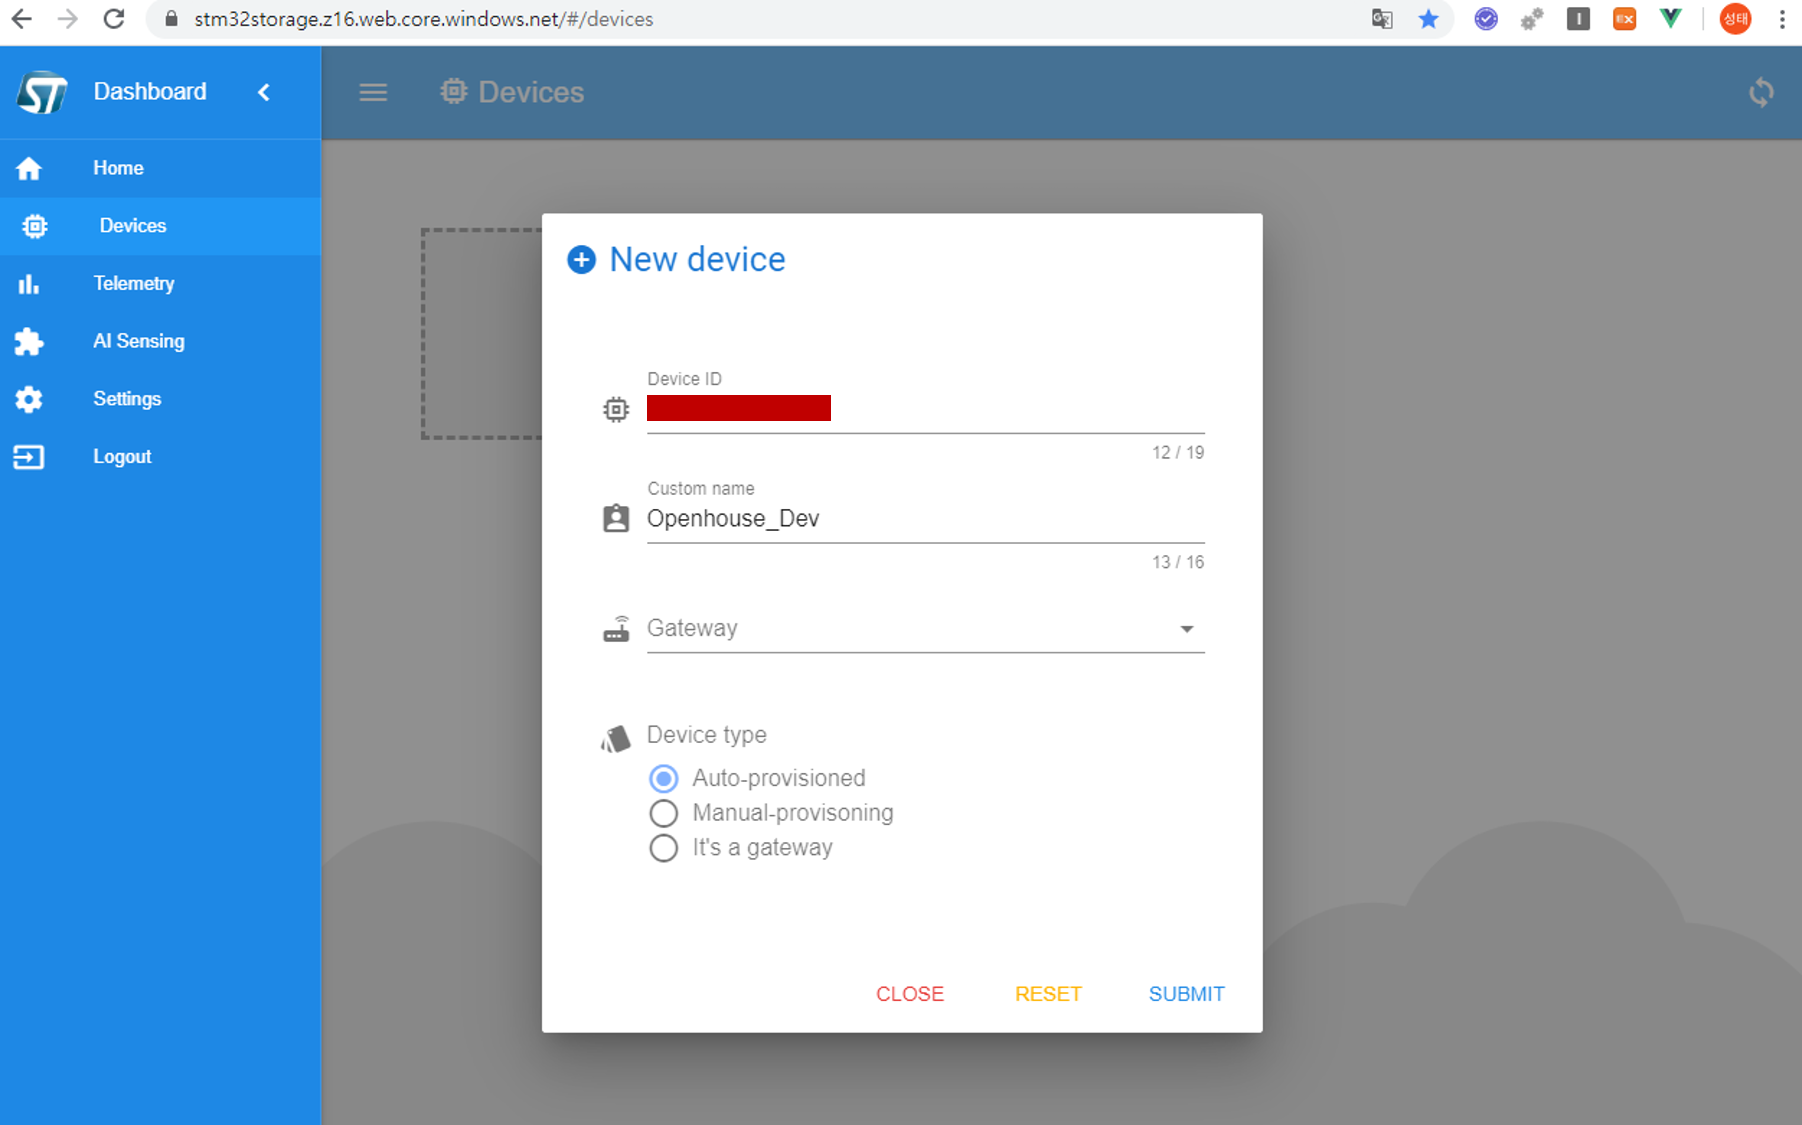 stm32storage.z16.web.core.windows.net/#/devices
EX
성태
ST
Dashboard
Devices
Home
Devices
Telemetry
AI Sensing
Settings
Logout
New device
Device ID
12 / 19
Custom name
Openhouse_Dev
13 / 16
Gateway
Device type
Auto-provisioned
Manual-provisoning
It's a gateway
CLOSE
RESET
SUBMIT